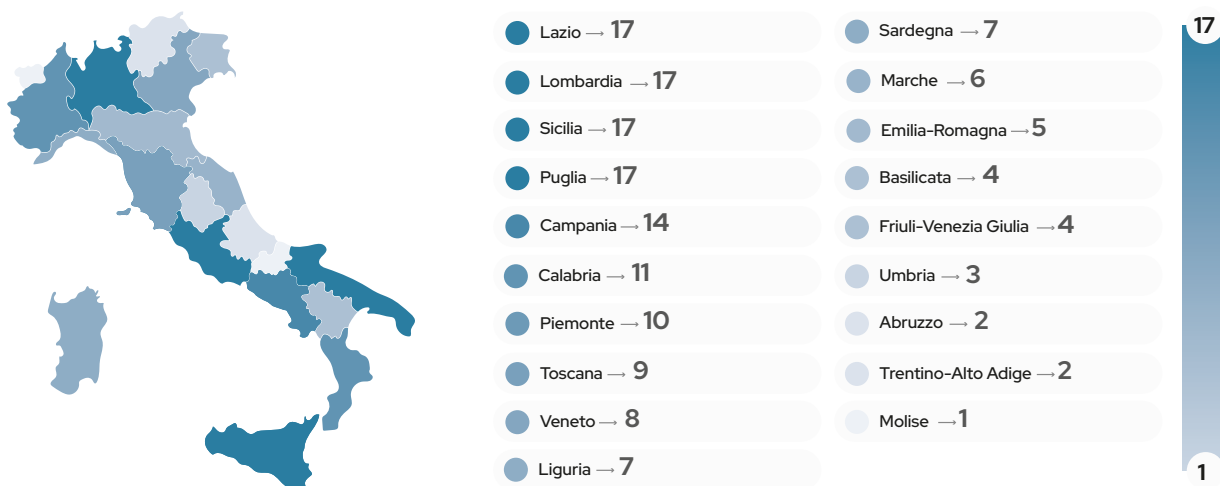 Lazio → 17
Lombardia → 17
Sicilia → 17
Puglia → 17
Campania → 14
Calabria → 11
Piemonte → 10
Toscana → 9
Veneto → 8
Liguria → 7
Sardegna → 7
Marche → 6
Emilia-Romagna → 5
Basilicata → 4
Friuli-Venezia Giulia → 4
Umbria → 3
Abruzzo → 2
Trentino-Alto Adige → 2
Molise → 1
17
1